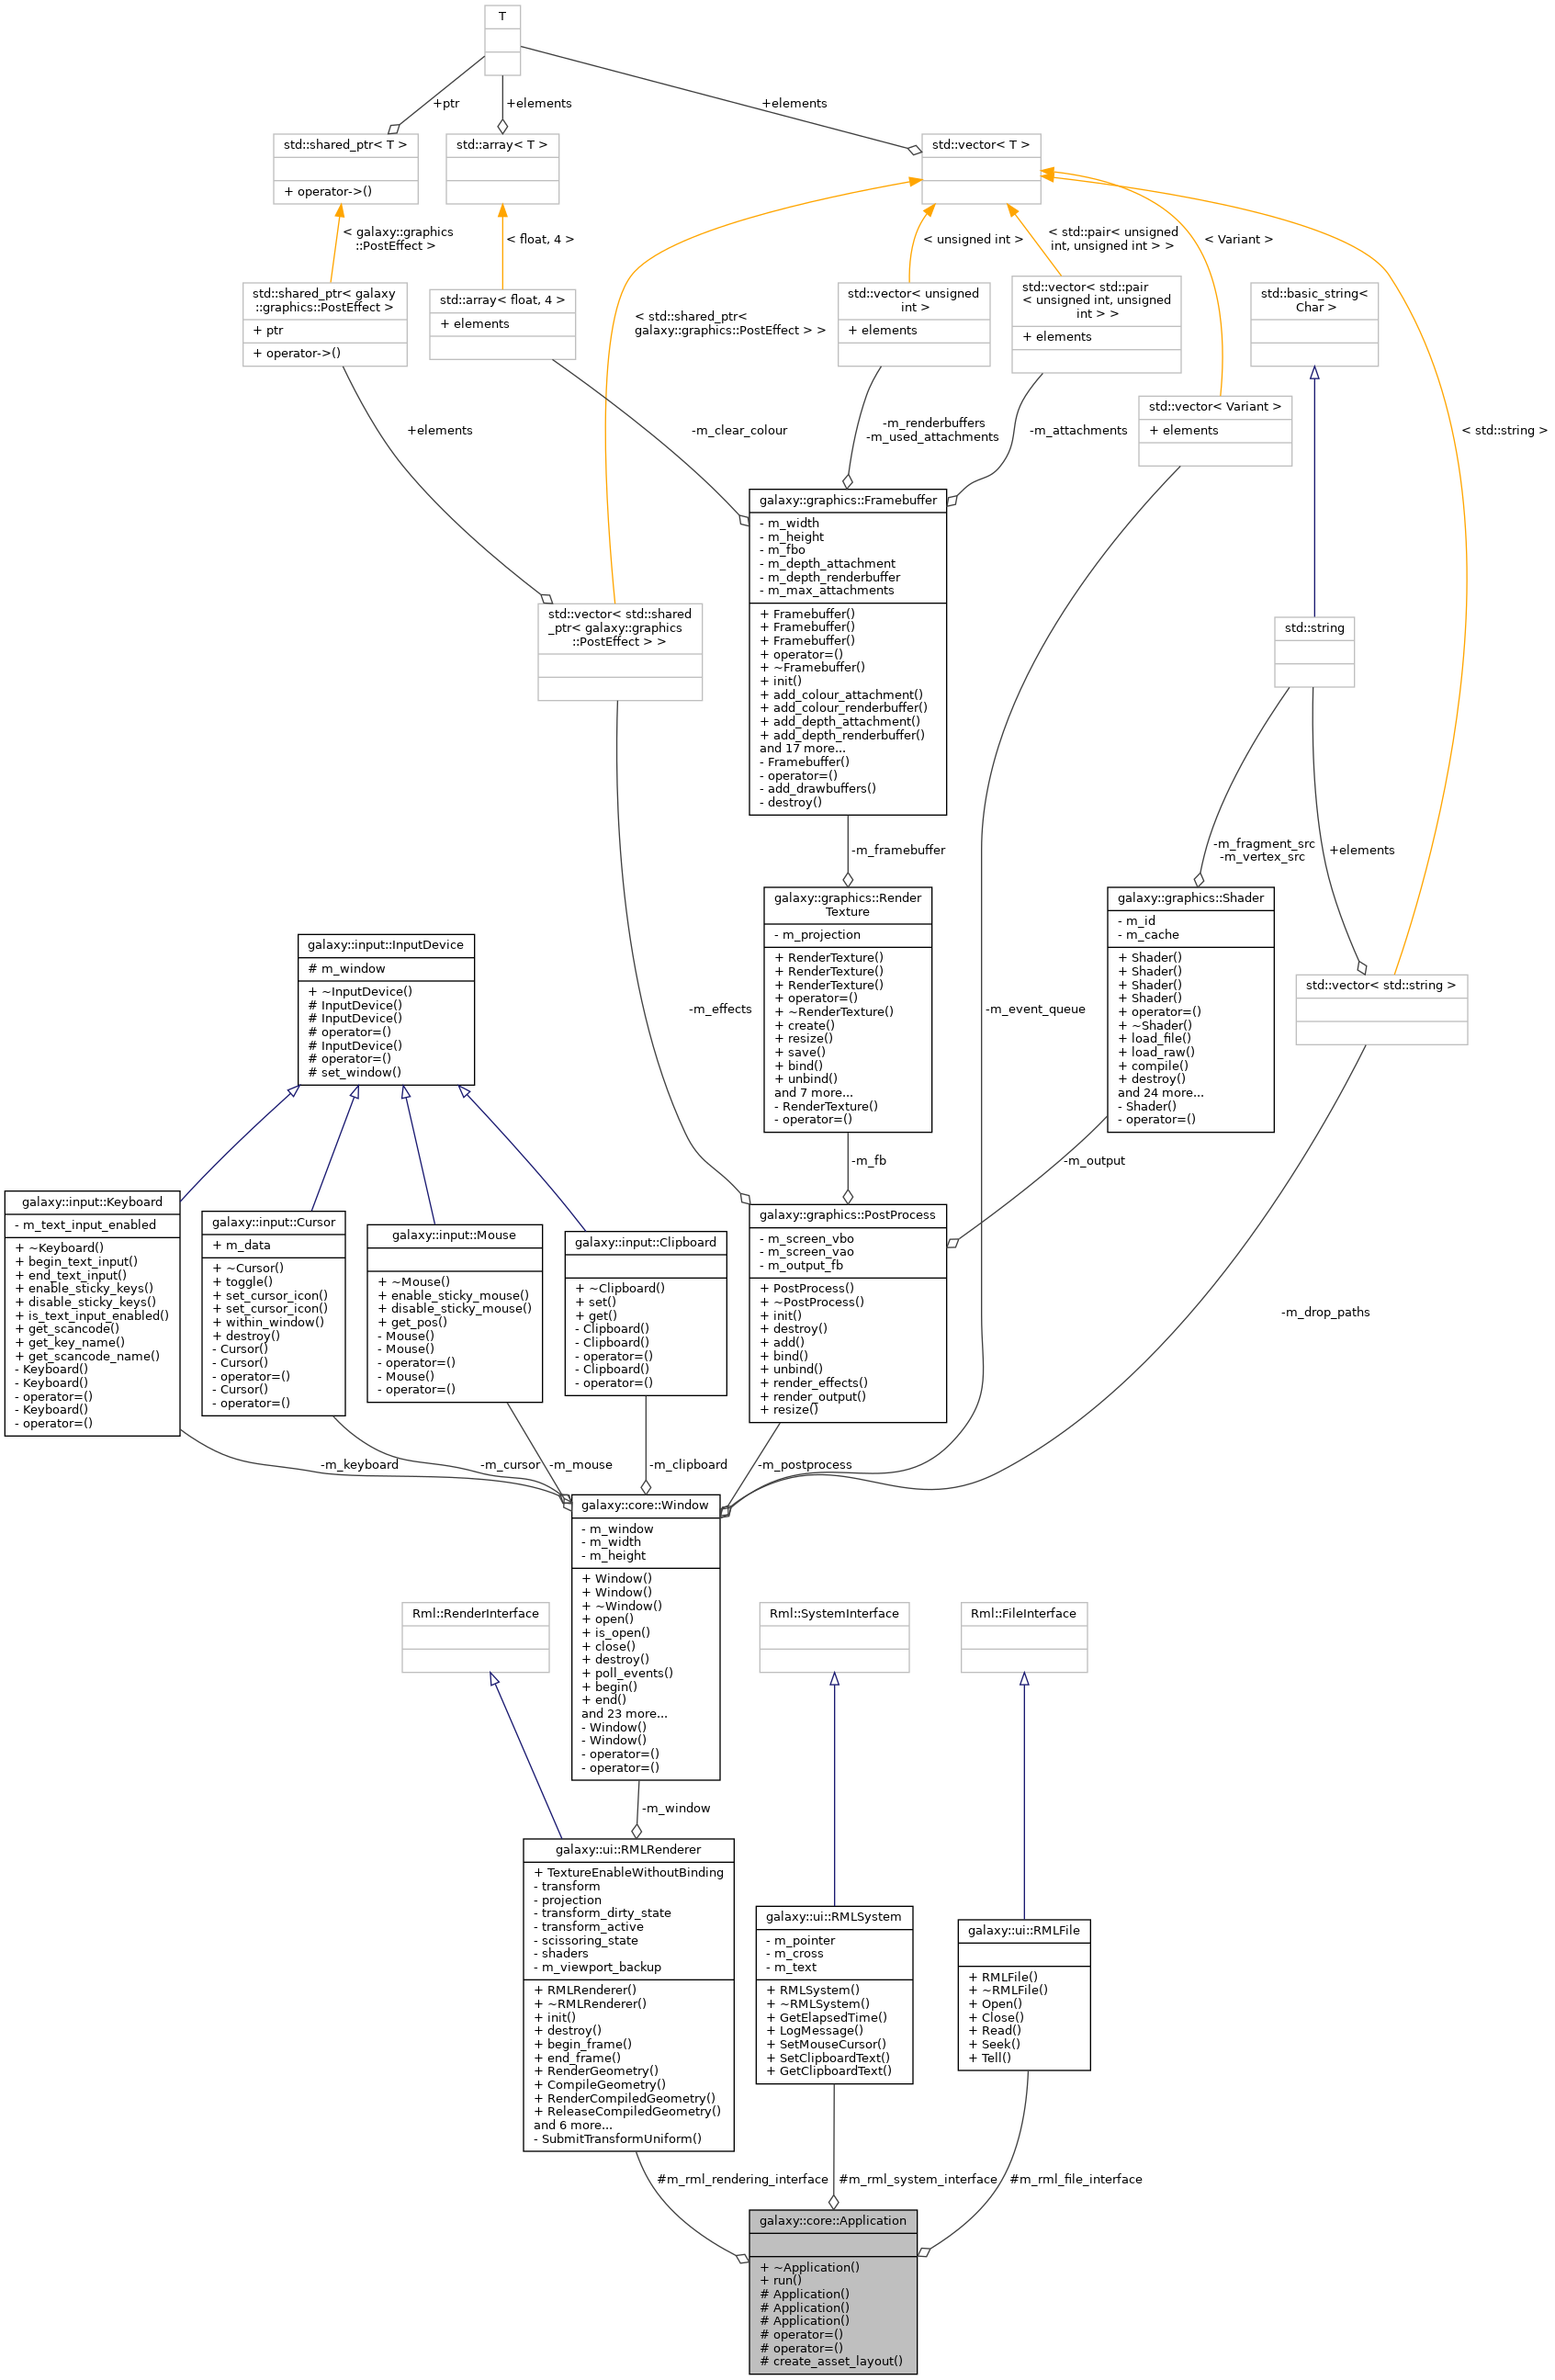 T
+ptr
+elements
+elements
std::shared_ptr< T >
+ operator->()
std::array< T >
std::vector< T >
< galaxy::graphics
::PostEffect >
< float, 4 >
< unsigned int >
< std::pair< unsigned
int, unsigned int > >
< Variant >
std::shared_ptr< galaxy
::graphics::PostEffect >
+ ptr
+ operator->()
std::array< float, 4 >
+ elements
< std::shared_ptr<
galaxy::graphics::PostEffect > >
std::vector< unsigned
int >
+ elements
std::vector< std::pair
< unsigned int, unsigned
int > >
+ elements
std::basic_string<
Char >
std::vector< Variant >
+ elements
+elements
-m_clear_colour
-m_renderbuffers
-m_used_attachments
-m_attachments
< std::string >
galaxy::graphics::Framebuffer
- m_width
- m_height
- m_fbo
- m_depth_attachment
- m_depth_renderbuffer
- m_max_attachments
+ Framebuffer()
+ Framebuffer()
+ Framebuffer()
+ operator=()
+ ~Framebuffer()
+ init()
+ add_colour_attachment()
+ add_colour_renderbuffer()
+ add_depth_attachment()
+ add_depth_renderbuffer()
and 17 more...
- Framebuffer()
- operator=()
- add_drawbuffers()
- destroy()
std::vector< std::shared
_ptr< galaxy::graphics
::PostEffect > >
std::string
-m_framebuffer
-m_fragment_src
-m_vertex_src
+elements
galaxy::graphics::Render
Texture
- m_projection
+ RenderTexture()
+ RenderTexture()
+ RenderTexture()
+ operator=()
+ ~RenderTexture()
+ create()
+ resize()
+ save()
+ bind()
+ unbind()
and 7 more...
- RenderTexture()
- operator=()
galaxy::graphics::Shader
- m_id
- m_cache
+ Shader()
+ Shader()
+ Shader()
+ Shader()
+ operator=()
+ ~Shader()
+ load_file()
+ load_raw()
+ compile()
+ destroy()
and 24 more...
- Shader()
- operator=()
std::vector< std::string >
galaxy::input::InputDevice
# m_window
+ ~InputDevice()
# InputDevice()
# InputDevice()
# operator=()
# InputDevice()
# operator=()
# set_window()
-m_effects
-m_event_queue
-m_fb
-m_output
galaxy::input::Keyboard
- m_text_input_enabled
+ ~Keyboard()
+ begin_text_input()
+ end_text_input()
+ enable_sticky_keys()
+ disable_sticky_keys()
+ is_text_input_enabled()
+ get_scancode()
+ get_key_name()
+ get_scancode_name()
- Keyboard()
- Keyboard()
- operator=()
- Keyboard()
- operator=()
galaxy::input::Cursor
+ m_data
+ ~Cursor()
+ toggle()
+ set_cursor_icon()
+ set_cursor_icon()
+ within_window()
+ destroy()
- Cursor()
- Cursor()
- operator=()
- Cursor()
- operator=()
galaxy::input::Mouse
+ ~Mouse()
+ enable_sticky_mouse()
+ disable_sticky_mouse()
+ get_pos()
- Mouse()
- Mouse()
- operator=()
- Mouse()
- operator=()
galaxy::input::Clipboard
+ ~Clipboard()
+ set()
+ get()
- Clipboard()
- Clipboard()
- operator=()
- Clipboard()
- operator=()
galaxy::graphics::PostProcess
- m_screen_vbo
- m_screen_vao
- m_output_fb
+ PostProcess()
+ ~PostProcess()
+ init()
+ destroy()
+ add()
+ bind()
+ unbind()
+ render_effects()
+ render_output()
+ resize()
-m_drop_paths
-m_keyboard
-m_cursor
-m_mouse
-m_clipboard
-m_postprocess
galaxy::core::Window
- m_window
- m_width
- m_height
+ Window()
+ Window()
+ ~Window()
+ open()
+ is_open()
+ close()
+ destroy()
+ poll_events()
+ begin()
+ end()
and 23 more...
- Window()
- Window()
- operator=()
- operator=()
Rml::RenderInterface
Rml::SystemInterface
Rml::FileInterface
-m_window
galaxy::ui::RMLRenderer
+ TextureEnableWithoutBinding
- transform
- projection
- transform_dirty_state
- transform_active
- scissoring_state
- shaders
- m_viewport_backup
+ RMLRenderer()
+ ~RMLRenderer()
+ init()
+ destroy()
+ begin_frame()
+ end_frame()
+ RenderGeometry()
+ CompileGeometry()
+ RenderCompiledGeometry()
+ ReleaseCompiledGeometry()
and 6 more...
- SubmitTransformUniform()
galaxy::ui::RMLSystem
- m_pointer
- m_cross
- m_text
+ RMLSystem()
+ ~RMLSystem()
+ GetElapsedTime()
+ LogMessage()
+ SetMouseCursor()
+ SetClipboardText()
+ GetClipboardText()
galaxy::ui::RMLFile
+ RMLFile()
+ ~RMLFile()
+ Open()
+ Close()
+ Read()
+ Seek()
+ Tell()
#m_rml_rendering_interface
#m_rml_system_interface
#m_rml_file_interface
galaxy::core::Application
+ ~Application()
+ run()
# Application()
# Application()
# Application()
# operator=()
# operator=()
# create_asset_layout()